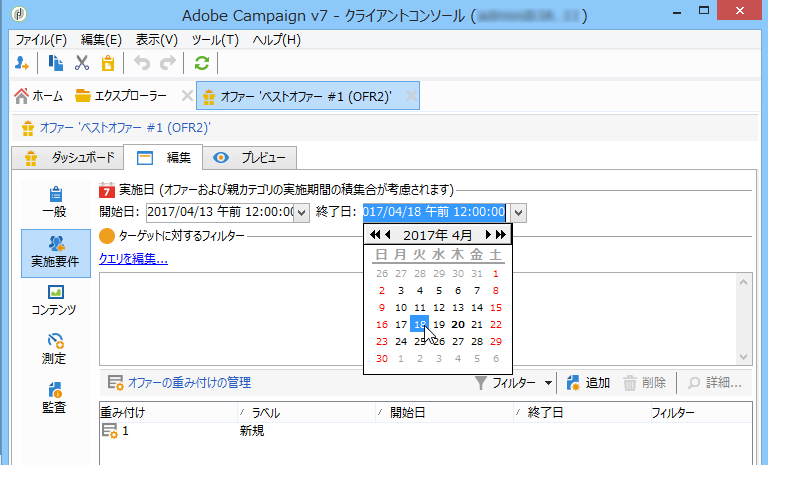 Adobe Campaign v7 - クライアントコンソール (
ファイル(F) 編集(E) 表示(V) ツール(T) ヘルプ(H)
ホーム エクスプローラー オファー 'ベストオファー #1 (OFR2)'
オファー 'ベストオファー #1 (OFR2)'
ダッシュボード 編集 プレビュー
一般
実施要件
コンテンツ
測定
監査
7 実施日 (オファーおよび親カテゴリの実施期間の積集合が考慮されます)
開始日: 2017/04/13 午前 12:00:00 終了日: 017/04/18 午前 12:00:00
ターゲットに対するフィルター
クエリを編集...
2017年 4月
日 月 火 水 木 金 土
26 27 28 29 30 31 1
2 3 4 5 6 7 8
9 10 11 12 13 14 15
16 17 18 19 20 21 22
23 24 25 26 27 28 29
30 1 2 3 4 5 6
オファーの重み付けの管理 フィルター 追加 削除 詳細...
重み付け ラベル 開始日 終了日 フィルター
1 新規